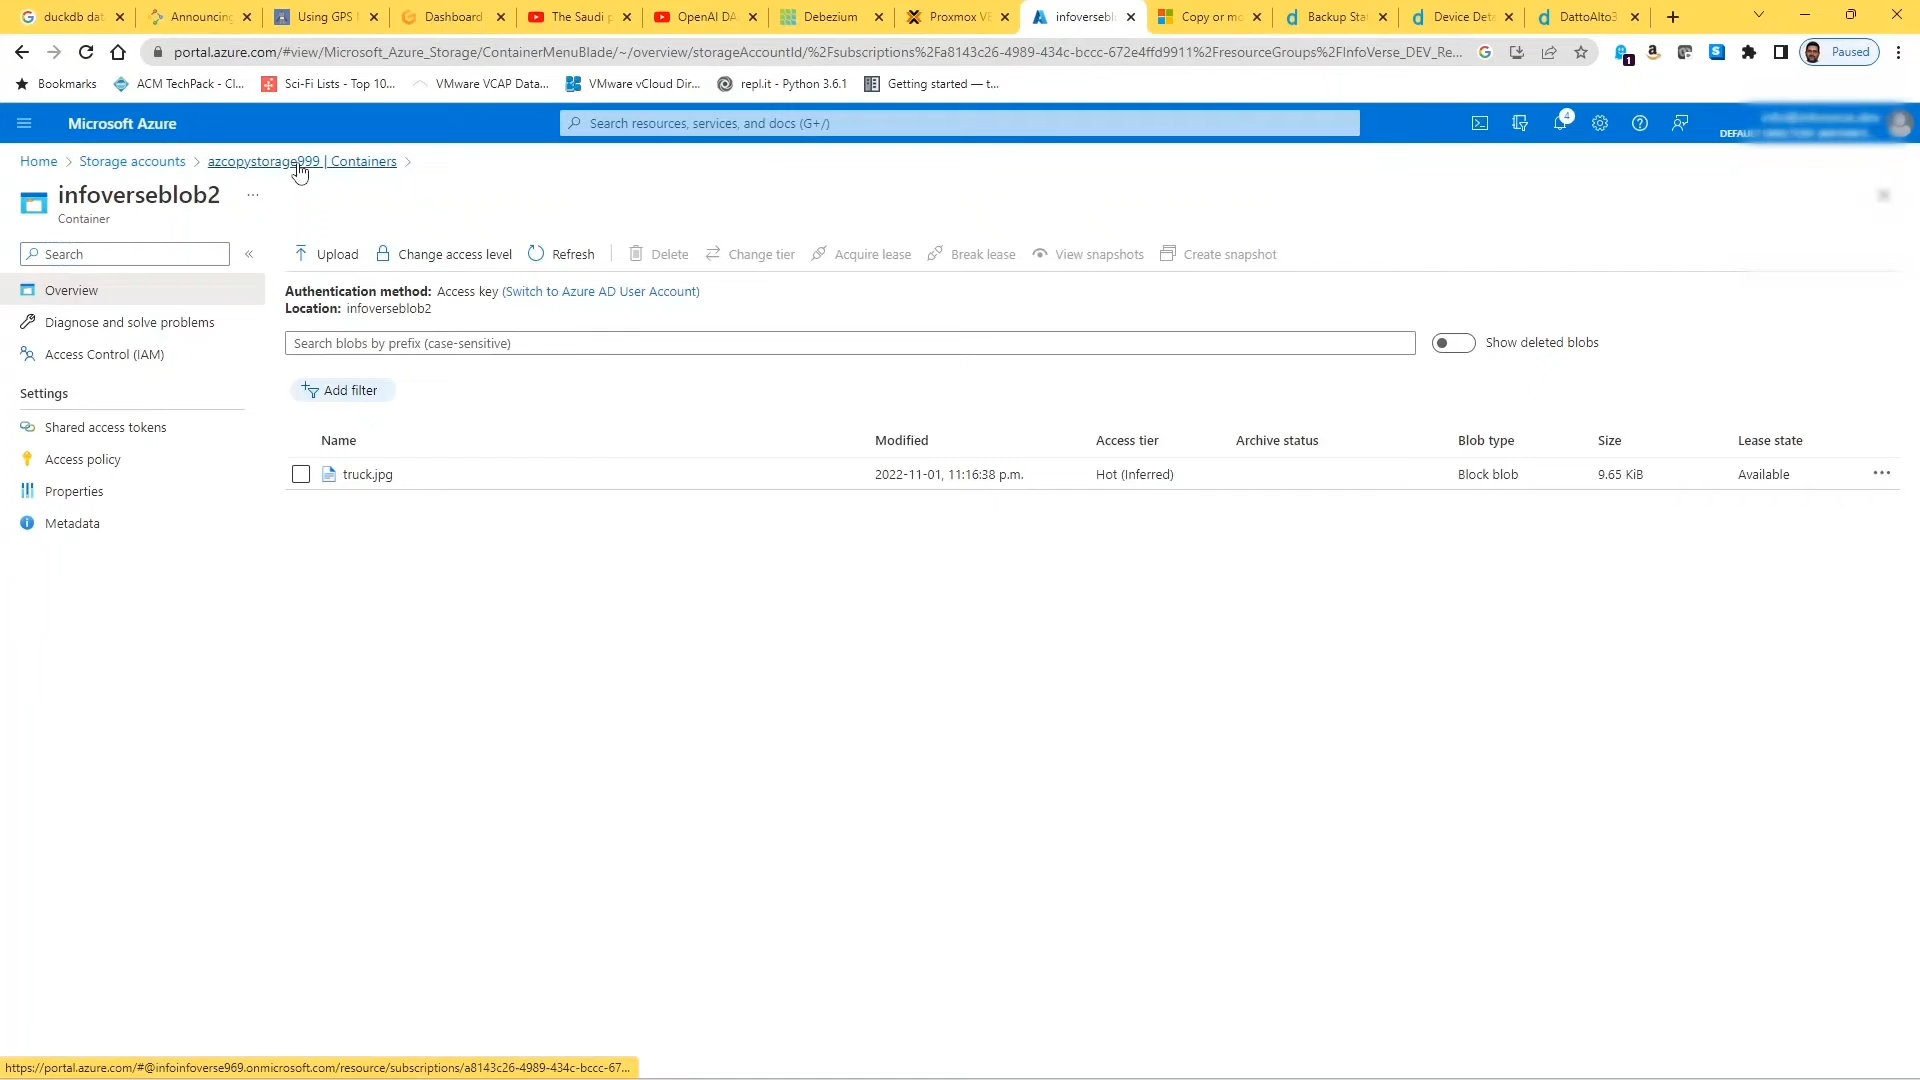 duckdb dat
Announcing
Using GPS
Dashboard
The Saudi p
OpenAI DA
Debezium
Proxmox VE
infoversebl
Copy or mo
Backup Stat
Device Deta
DattoAlto3
portal.azure.com/#view/Microsoft_Azure_Storage/ContainerMenuBlade/~/overview/storageAccountId/%2Fsubscriptions%2Fa8143c26-4989-434c-bccc-672e4ffd9911%2FresourceGroups%2FInfoVerse_DEV_Re...
1
Paused
Bookmarks
ACM TechPack - Cl...
Sci-Fi Lists - Top 10...
VMware VCAP Data...
VMware vCloud Dir...
repl.it - Python 3.6.1
Getting started — t...
Microsoft Azure
Search resources, services, and docs (G+/)
4
Home > Storage accounts > azcopystorage999 | Containers >
infoverseblob2
...
Container
Search
«
Upload
Change access level
Refresh
Delete
Change tier
Acquire lease
Break lease
View snapshots
Create snapshot
Overview
Diagnose and solve problems
Access Control (IAM)
Settings
Shared access tokens
Access policy
Properties
Metadata
Authentication method: Access key (Switch to Azure AD User Account)
Location: infoverseblob2
Search blobs by prefix (case-sensitive)
Show deleted blobs
Add filter
Name
Modified
Access tier
Archive status
Blob type
Size
Lease state
truck.jpg
2022-11-01, 11:16:38 p.m.
Hot (Inferred)
Block blob
9.65 KiB
Available
...
https://portal.azure.com/#@infoinfoverse969.onmicrosoft.com/resource/subscriptions/a8143c26-4989-434c-bccc-67...